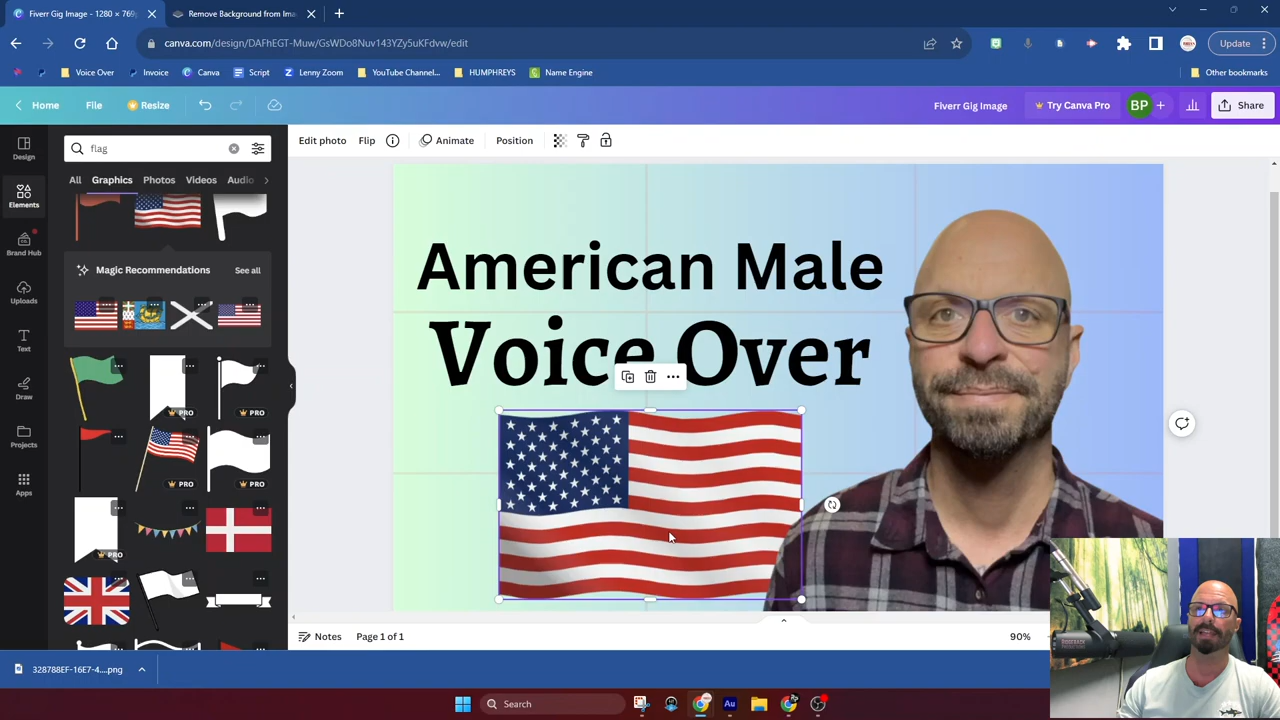 Fiverr Gig Image - 1280 × 769
Remove Background from Ima
canva.com/design/DAFhEGT-Muw/GsWDo8Nuv143YZy5uKFdvw/edit
Update
Voice Over
Invoice
Canva
Script
Lenny Zoom
YouTube Channel...
HUMPHREYS
Name Engine
Other bookmarks
Home
File
Resize
Fiverr Gig Image
Try Canva Pro
BP
Share
Design
Elements
Brand Hub
Uploads
Text
Draw
Projects
Apps
flag
All
Graphics
Photos
Videos
Audio
Magic Recommendations
See all
PRO
PRO
PRO
PRO
PRO
Edit photo
Flip
Animate
Position
American Male
Voice Over
Notes
Page 1 of 1
90%
328788EF-16E7-4....png
Search